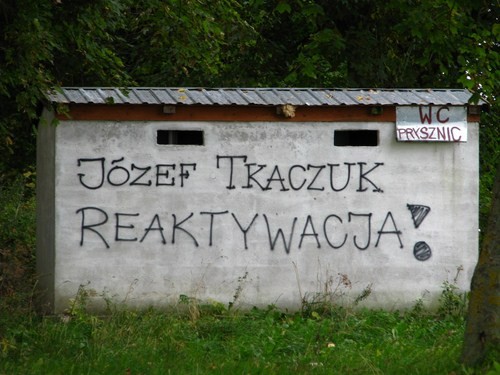 WC
PRYSZNIC
JÓZEF TKACZUK
REAKTYWACJA!